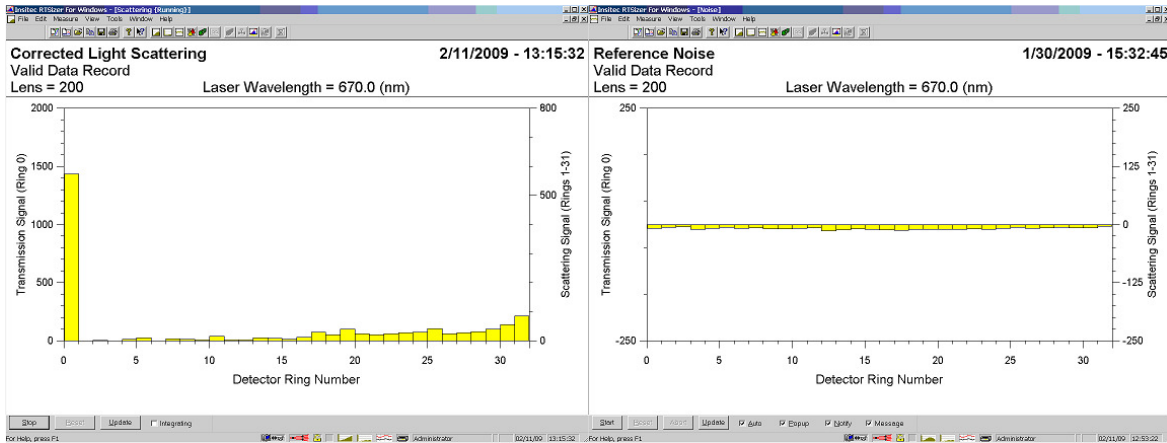 Insitec RTSizer For Windows - [Scattering {Running}]
File Edit Measure View Tools Window Help
Corrected Light Scattering 2/11/2009 - 13:15:32
Valid Data Record
Lens = 200 Laser Wavelength = 670.0 (nm)
2000 800
1500
500
1000
500
0 0
Transmission Signal (Ring 0)
Scattering Signal (Rings 1-31)
0 5 10 15 20 25 30
Detector Ring Number
Stop Reset Update Integrating
For Help, press F1 Administrator 02/11/09 13:15:32
Insitec RTSizer For Windows - [Noise]
File Edit Measure View Tools Window Help
Reference Noise 1/30/2009 - 15:32:45
Valid Data Record
Lens = 200 Laser Wavelength = 670.0 (nm)
250 250
125
0
-125
-250 -250
Transmission Signal (Ring 0)
Scattering Signal (Rings 1-31)
0 5 10 15 20 25 30
Detector Ring Number
Start Reset Abort Update Auto Popup Notify Message
For Help, press F1 Administrator 02/11/09 12:53:22